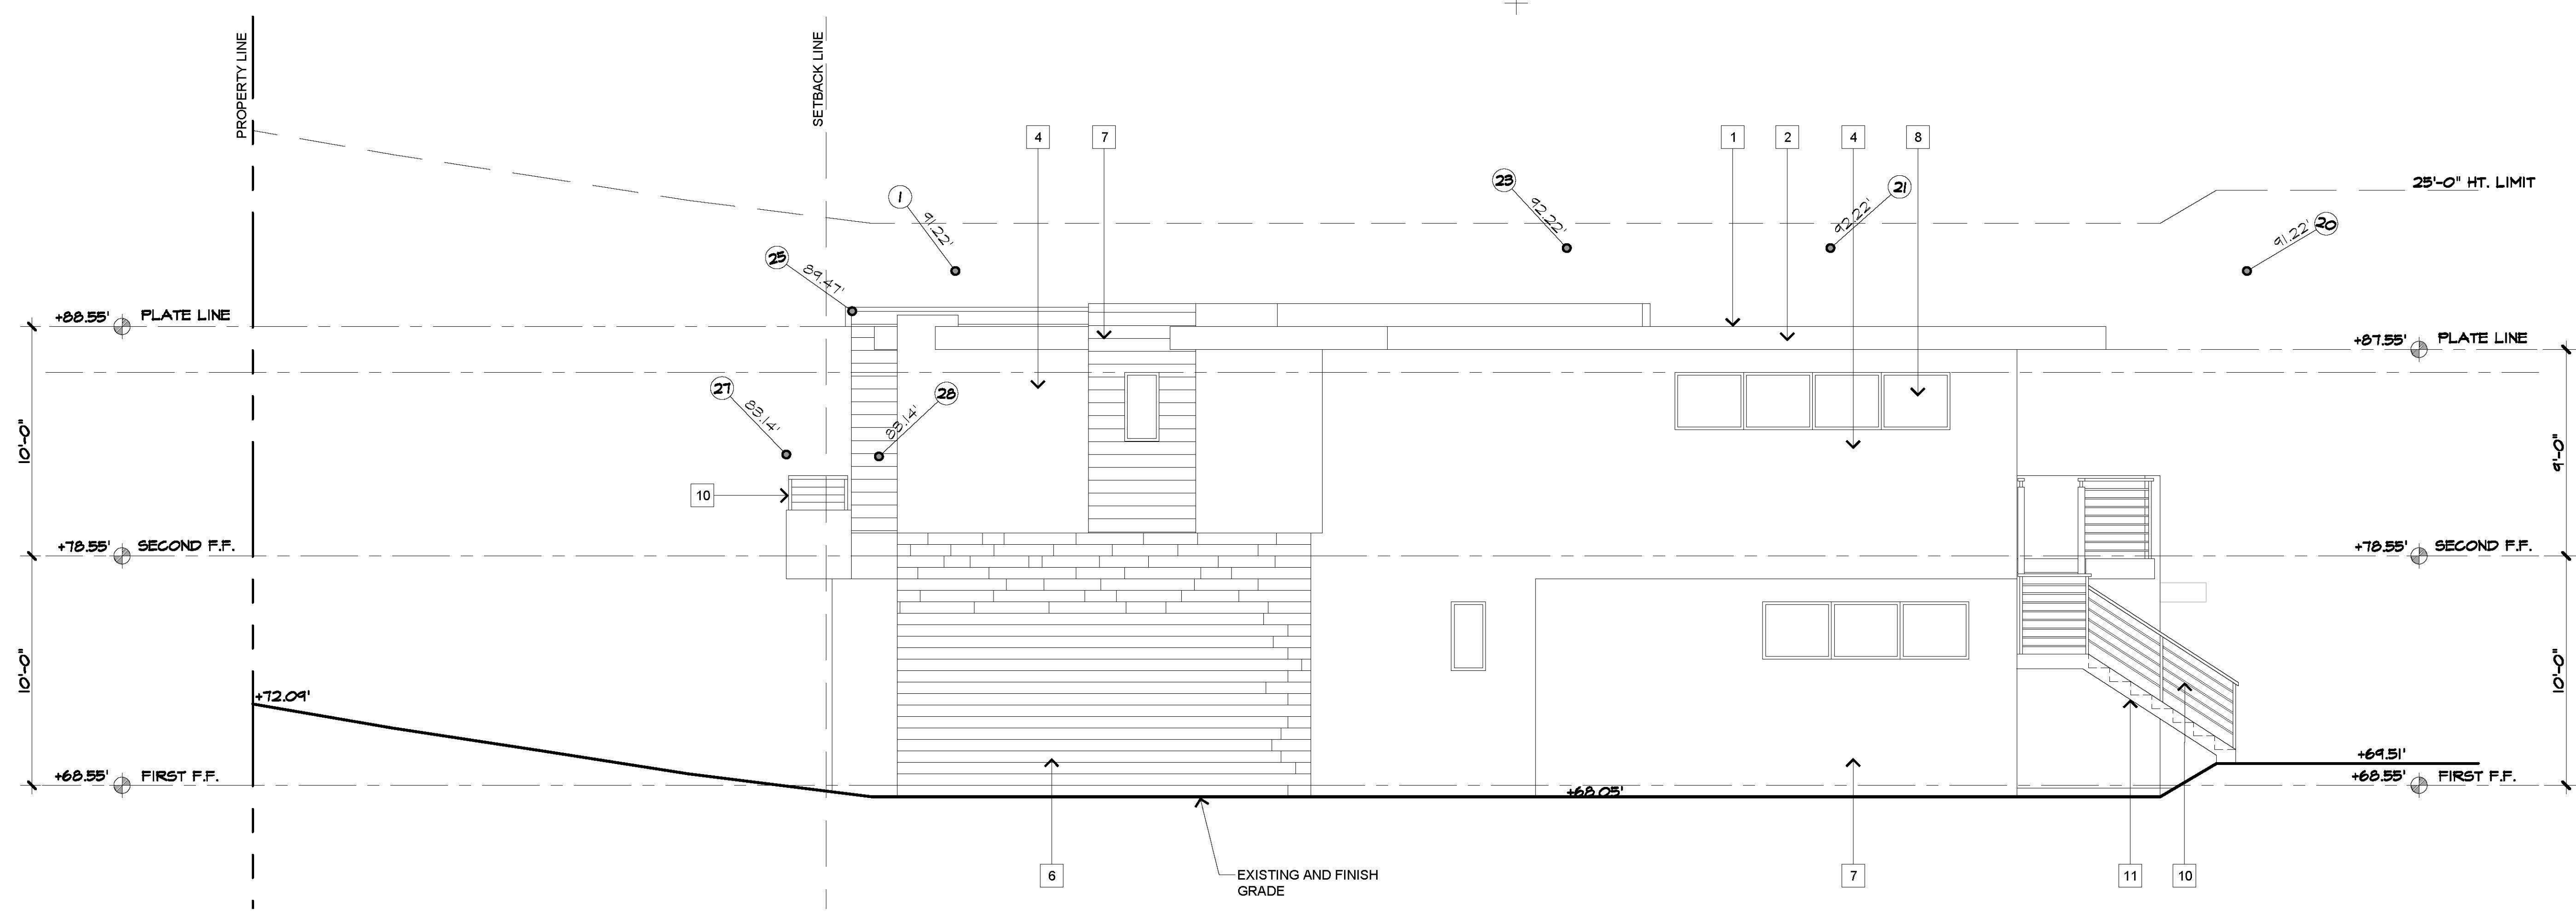 PROPERTY LINE
SETBACK LINE
4
7
1
2
4
8
25'-0" HT. LIMIT
1
91.22'
23
92.22'
21
92.22'
20
91.22'
25
89.47'
+88.55' PLATE LINE
+87.55' PLATE LINE
27
83.14'
28
88.14'
10'-0"
9'-0"
10
+78.55' SECOND F.F.
+78.55' SECOND F.F.
10'-0"
10'-0"
+72.09'
+69.51'
+68.55' FIRST F.F.
+68.05'
+68.55' FIRST F.F.
6
EXISTING AND FINISH
GRADE
7
11
10